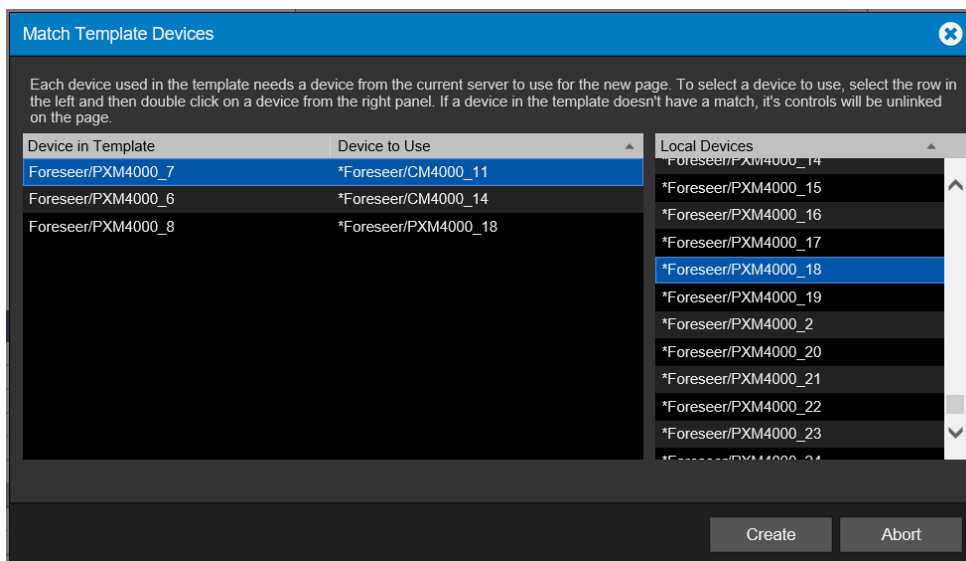 Match Template Devices
Each device used in the template needs a device from the current server to use for the new page. To select a device to use, select the row in
the left and then double click on a device from the right panel. If a device in the template doesn't have a match, it's controls will be unlinked
on the page.
Device in Template Device to Use Local Devices
Foreseer/PXM4000_7 *Foreseer/CM4000_11
Foreseer/PXM4000_6 *Foreseer/CM4000_14
Foreseer/PXM4000_8 *Foreseer/PXM4000_18
*Foreseer/PXM4000_14
*Foreseer/PXM4000_15
*Foreseer/PXM4000_16
*Foreseer/PXM4000_17
*Foreseer/PXM4000_18
*Foreseer/PXM4000_19
*Foreseer/PXM4000_2
*Foreseer/PXM4000_20
*Foreseer/PXM4000_21
*Foreseer/PXM4000_22
*Foreseer/PXM4000_23
*Foreseer/PXM4000_24
Create Abort